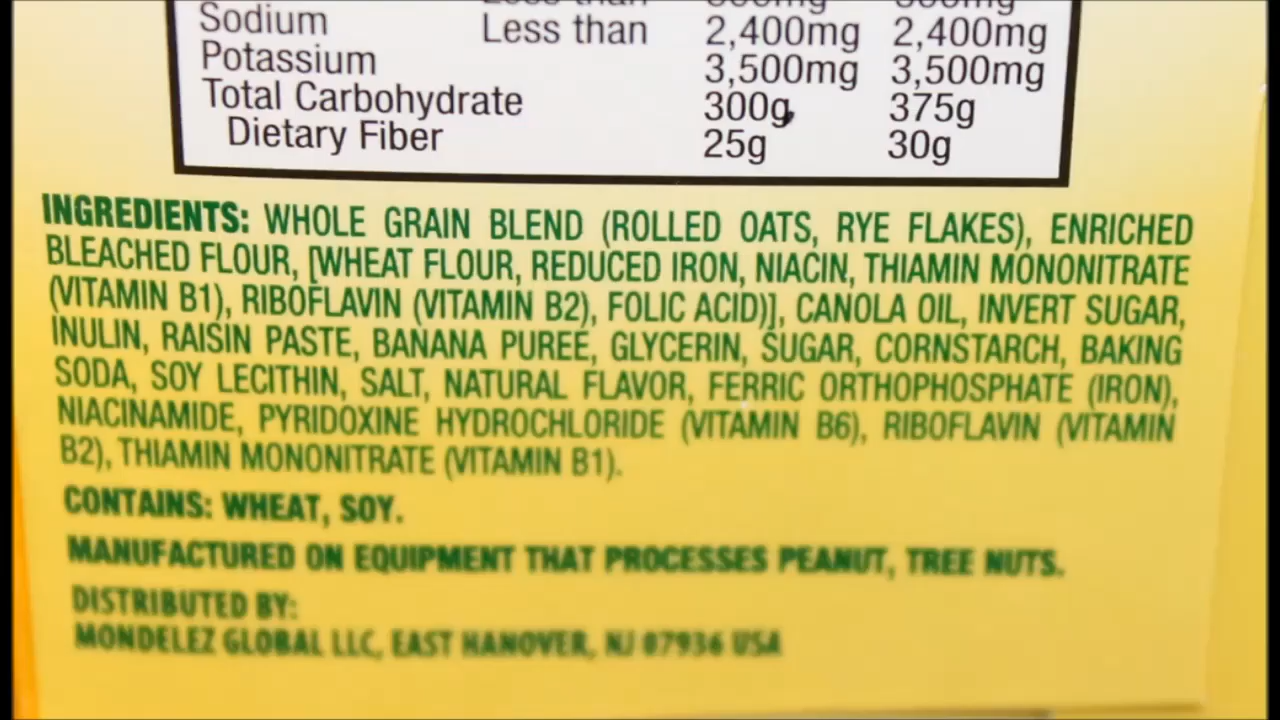 Sodium Less than 2,400mg 2,400mg
Potassium 3,500mg 3,500mg
Total Carbohydrate 300g 375g
Dietary Fiber 25g 30g
INGREDIENTS: WHOLE GRAIN BLEND (ROLLED OATS, RYE FLAKES), ENRICHED
BLEACHED FLOUR, [WHEAT FLOUR, REDUCED IRON, NIACIN, THIAMIN MONONITRATE
(VITAMIN B1), RIBOFLAVIN (VITAMIN B2), FOLIC ACID)], CANOLA OIL, INVERT SUGAR,
INULIN, RAISIN PASTE, BANANA PUREE, GLYCERIN, SUGAR, CORNSTARCH, BAKING
SODA, SOY LECITHIN, SALT, NATURAL FLAVOR, FERRIC ORTHOPHOSPHATE (IRON),
NIACINAMIDE, PYRIDOXINE HYDROCHLORIDE (VITAMIN B6), RIBOFLAVIN (VITAMIN
B2), THIAMIN MONONITRATE (VITAMIN B1).
CONTAINS: WHEAT, SOY.
MANUFACTURED ON EQUIPMENT THAT PROCESSES PEANUT, TREE NUTS.
DISTRIBUTED BY:
MONDELEZ GLOBAL LLC, EAST HANOVER, NJ 07936 USA